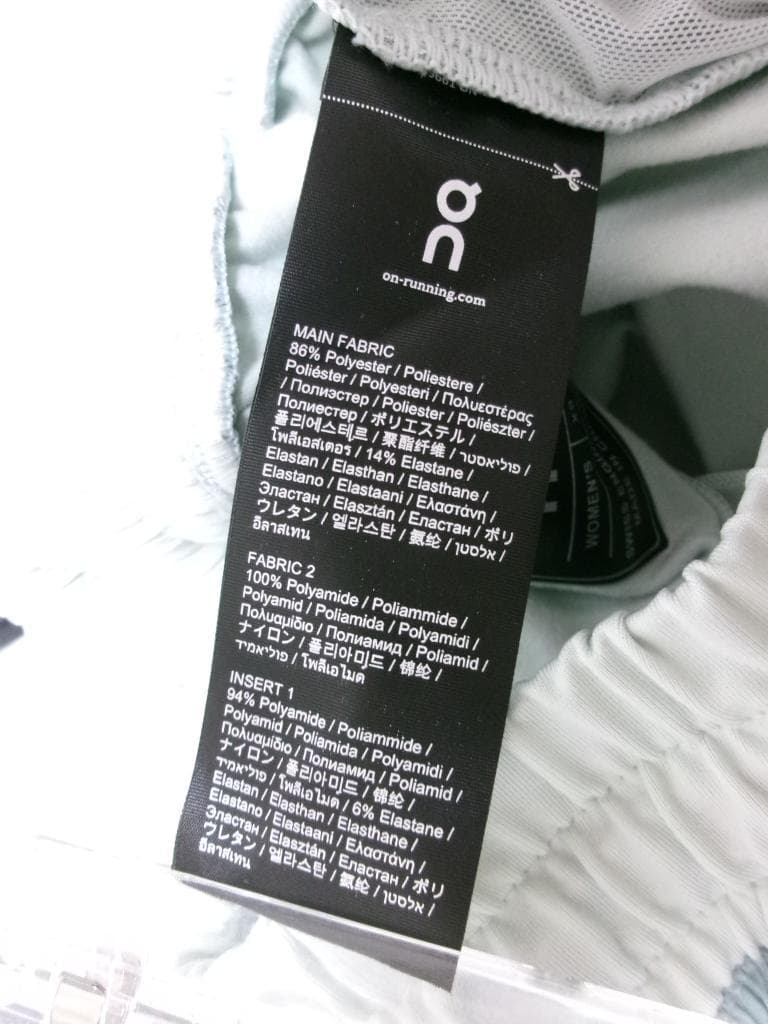 on
on-running.com
MAIN FABRIC
86% Polyester / Poliestere /
Poliéster / Polyesteri / Πολυεστέρας
/ Полиэстер / Poliester / Poliészter /
Полиестер / ポリエステル /
폴리에스테르 / 聚酯纤维 / פוליאסטר /
โพลีเอสเตอร / 14% Elastane /
Elastan / Elasthan / Elasthane /
Elastano / Elastaani / Ελαστάνη /
Эластан / Elasztán / Еластан / ポリ
ウレタン / 엘라스탄 / 氨纶 / אלסטן /
อีลาสเทน
FABRIC 2
100% Polyamide / Poliammide /
Polyamid / Poliamida / Polyamidi /
Πολυαμίδιο / Полиамид / Poliamid /
ナイロン / 폴리아미드 / 锦纶 /
פוליאמיד / โพลีเอไมด
INSERT 1
94% Polyamide / Poliammide /
Polyamid / Poliamida / Polyamidi /
Πολυαμίδιο / Полиамид / Poliamid /
ナイロン / 폴리아미드 / 锦纶 /
פוליאמיד / โพลีเอไมด / 6% Elastane /
Elastan / Elasthan / Elasthane /
Elastano / Elastaani / Ελαστάνη /
Эластан / Elasztán / Еластан / ポリ
ウレタン / 엘라스탄 / 氨纶 / אלסטן /
อีลาสเทน
WOMEN'S
SWISS